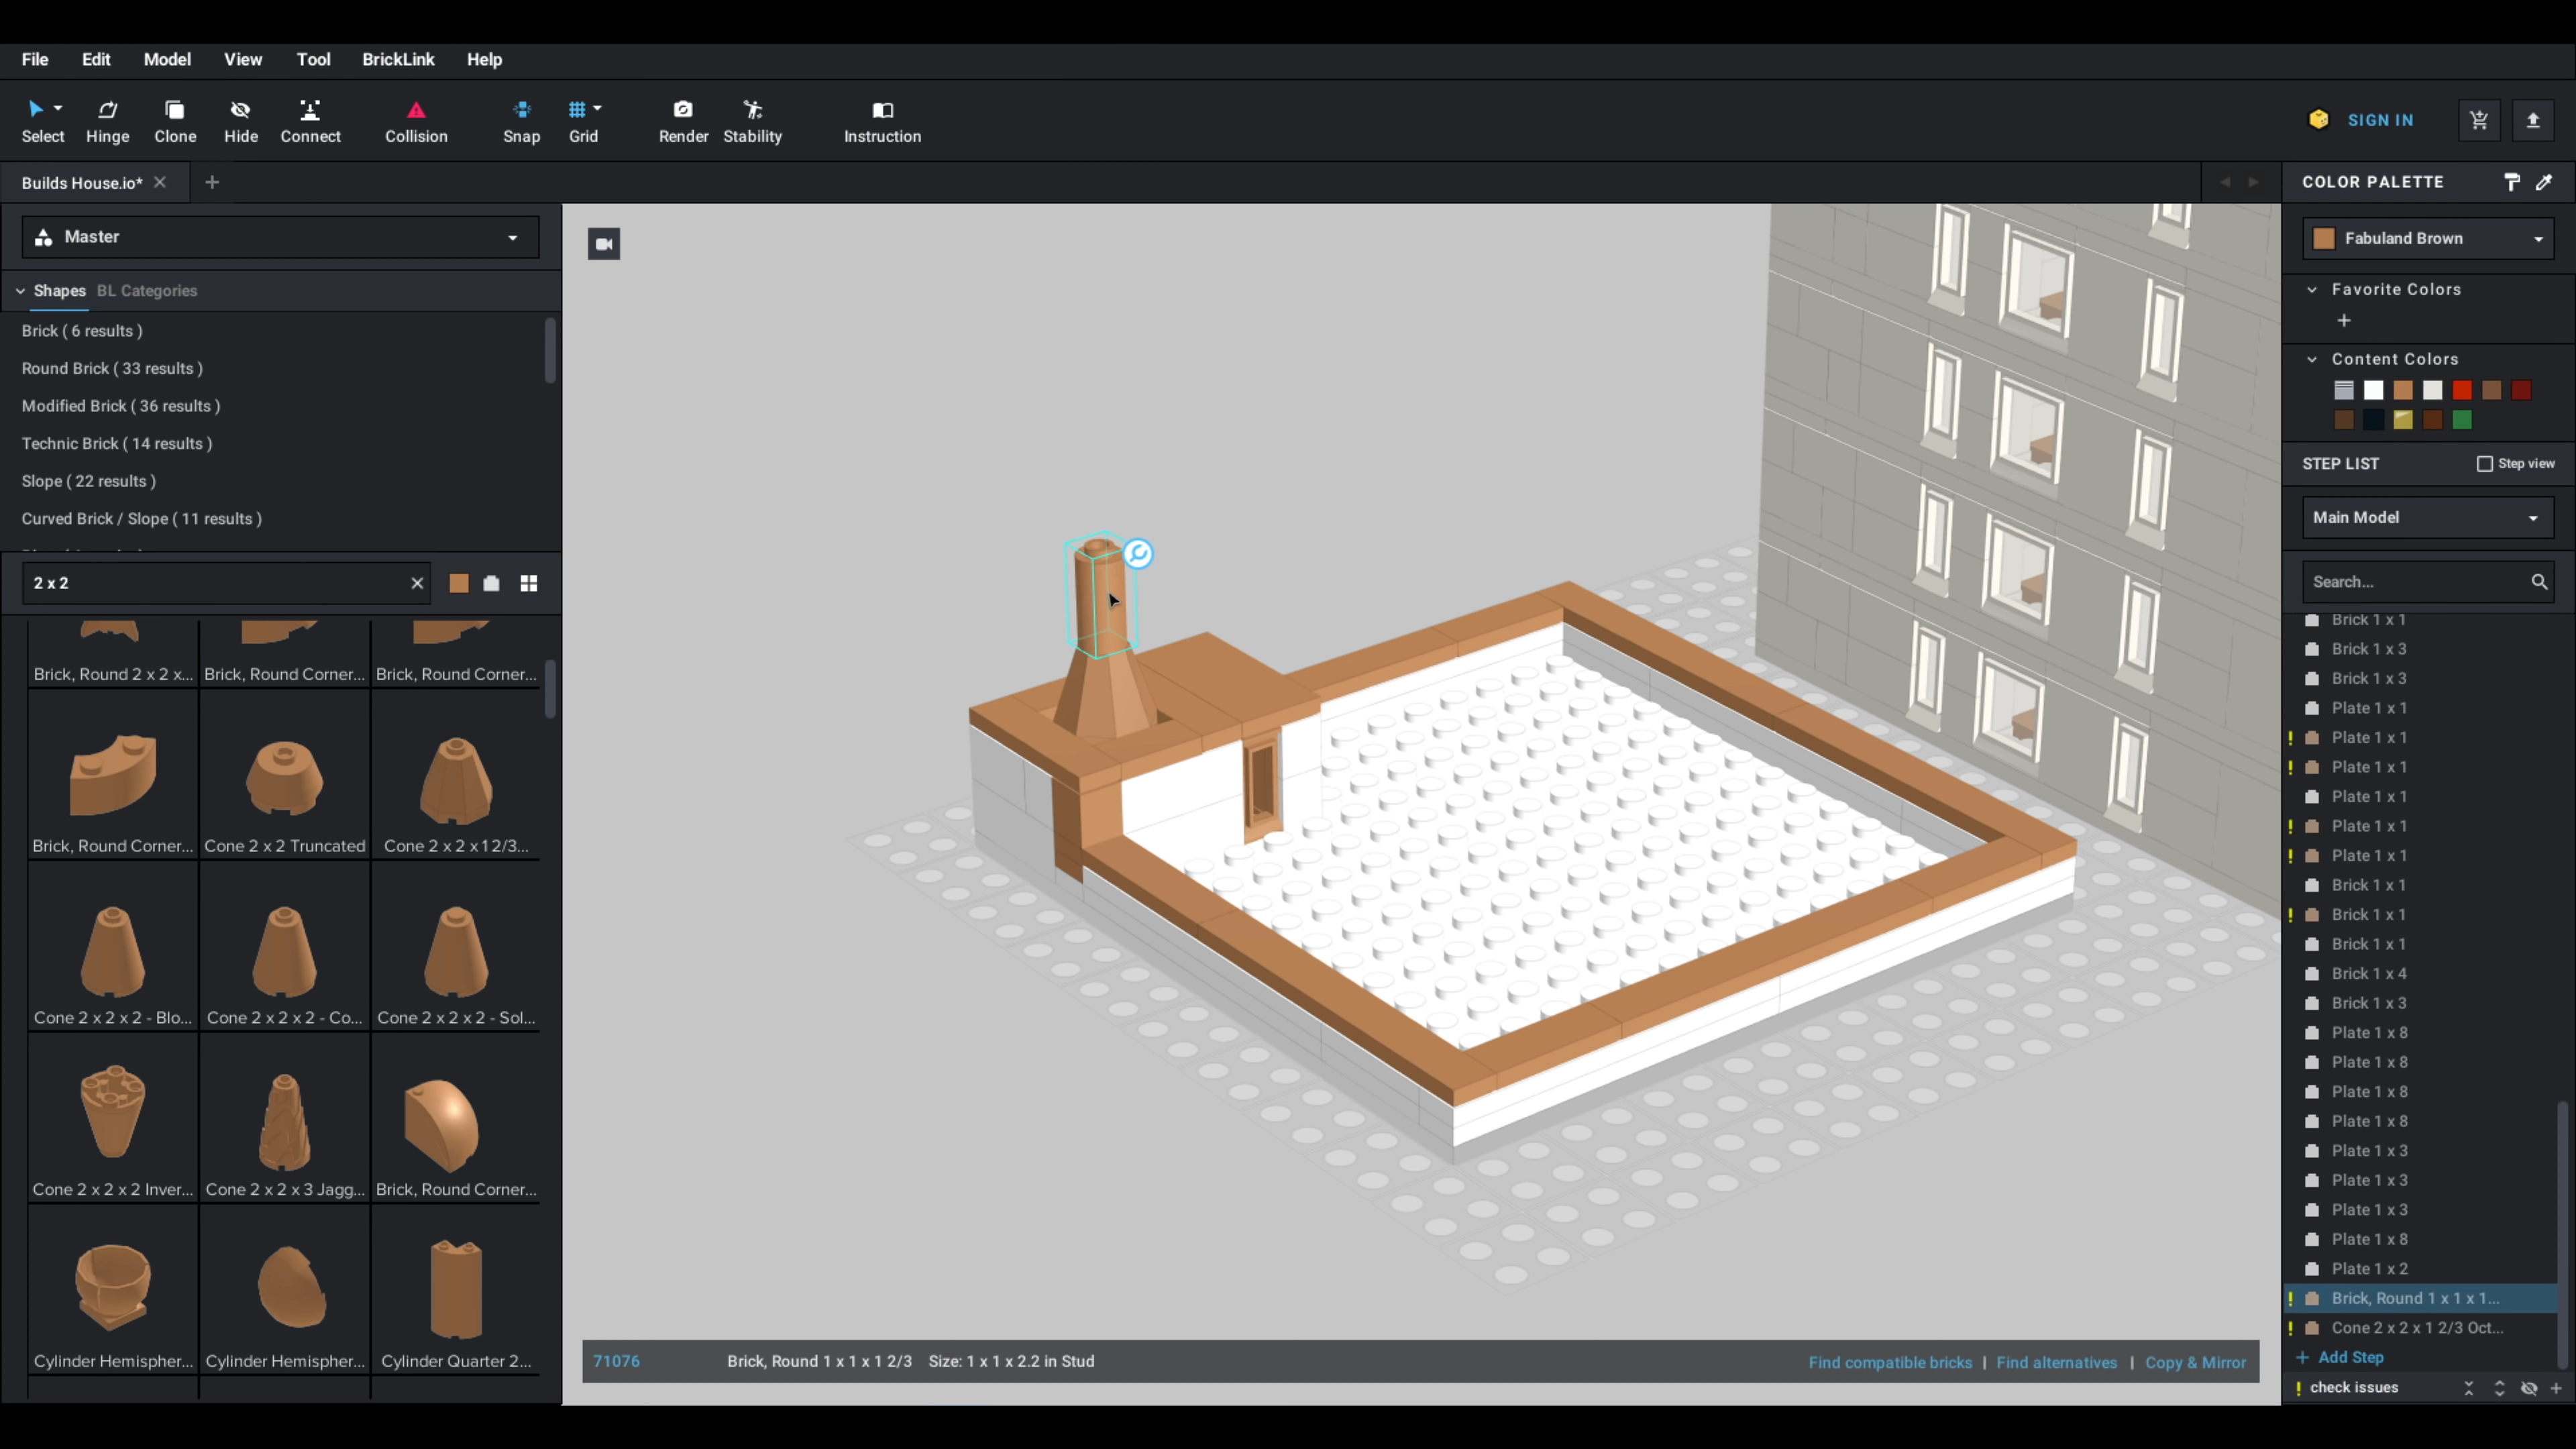 File Edit Model View Tool BrickLink Help
Select Hinge Clone Hide Connect Collision Snap Grid Render Stability Instruction SIGN IN
Builds House.io*
Master
Shapes BL Categories
Brick ( 6 results )
Round Brick ( 33 results )
Modified Brick ( 36 results )
Technic Brick ( 14 results )
Slope ( 22 results )
Curved Brick / Slope ( 11 results )
2 x 2
Brick, Round 2 x 2 x... Brick, Round Corner... Brick, Round Corner...
Brick, Round Corner... Cone 2 x 2 Truncated Cone 2 x 2 x 1 2/3...
Cone 2 x 2 x 2 - Blo... Cone 2 x 2 x 2 - Co... Cone 2 x 2 x 2 - Sol...
Cone 2 x 2 x 2 Inver... Cone 2 x 2 x 3 Jagg... Brick, Round Corner...
Cylinder Hemispher... Cylinder Hemispher... Cylinder Quarter 2...
71076 Brick, Round 1 x 1 x 1 2/3 Size: 1 x 1 x 2.2 in Stud Find compatible bricks | Find alternatives | Copy & Mirror
COLOR PALETTE
Fabuland Brown
Favorite Colors
Content Colors
STEP LIST Step view
Main Model
Search...
Brick 1 x 1
Brick 1 x 3
Brick 1 x 3
Plate 1 x 1
Plate 1 x 1
Plate 1 x 1
Plate 1 x 1
Plate 1 x 1
Plate 1 x 1
Brick 1 x 1
Brick 1 x 1
Brick 1 x 1
Brick 1 x 4
Brick 1 x 3
Plate 1 x 8
Plate 1 x 8
Plate 1 x 8
Plate 1 x 8
Plate 1 x 3
Plate 1 x 3
Plate 1 x 3
Plate 1 x 8
Plate 1 x 2
Brick, Round 1 x 1 x 1...
Cone 2 x 2 x 1 2/3 Oct...
+ Add Step
! check issues